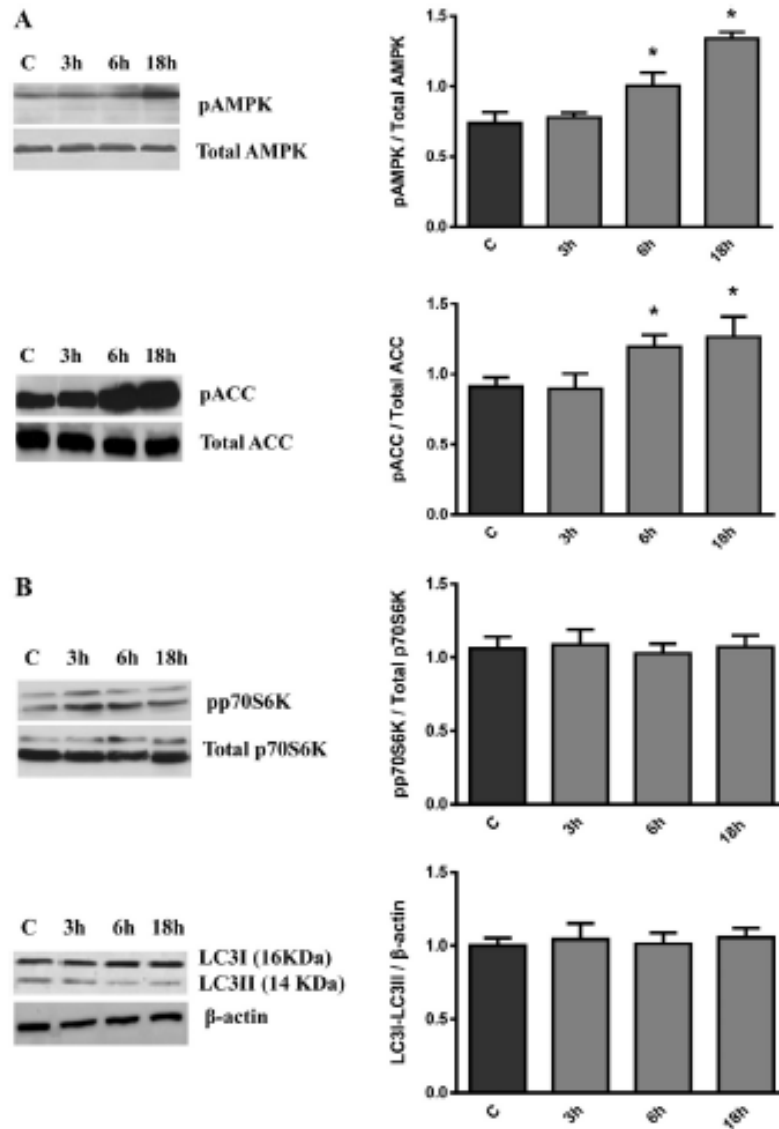 A
C 3h 6h 18h
pAMPK
Total AMPK
pAMPK / Total AMPK
1.5
1.0
0.5
0.0
*
*
C
3h
6h
18h
C 3h 6h 18h
pACC
Total ACC
pACC / Total ACC
1.5
1.0
0.5
0.0
*
*
C
3h
6h
18h
B
C 3h 6h 18h
pp70S6K
Total p70S6K
pp70S6K / Total p70S6K
1.5
1.0
0.5
0.0
C
3h
6h
18h
C 3h 6h 18h
LC3I (16KDa)
LC3II (14 KDa)
β-actin
LC3I-LC3II / β-actin
1.5
1.0
0.5
0.0
C
3h
6h
18h